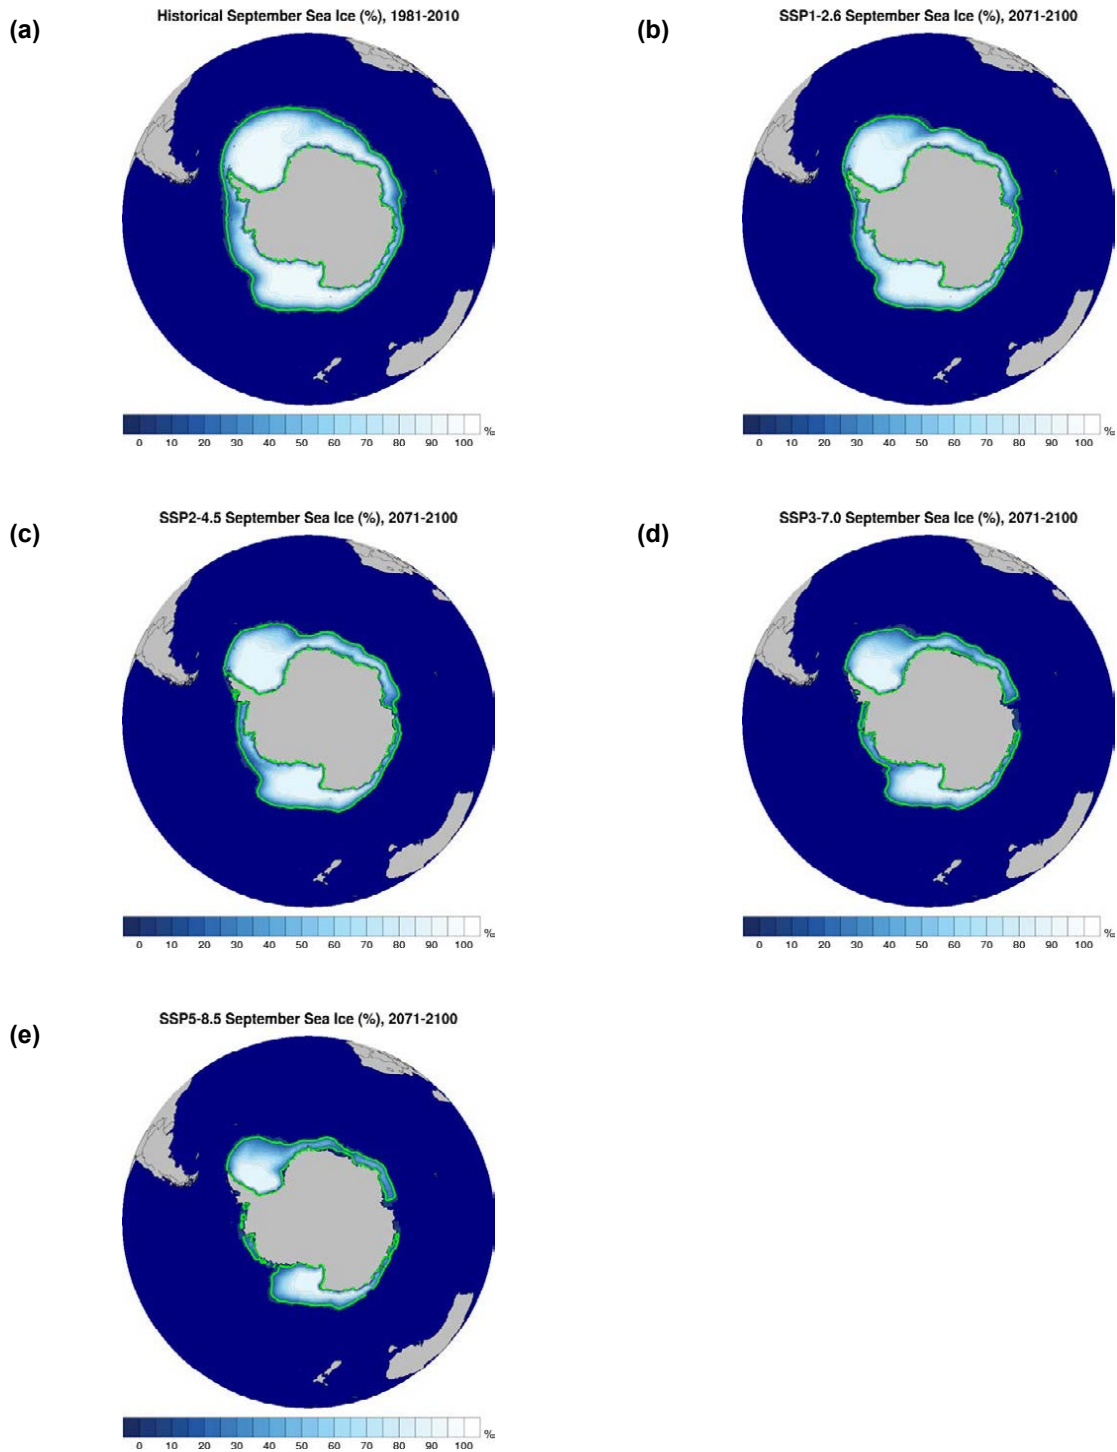 (a)
Historical September Sea Ice (%), 1981-2010
0 10 20 30 40 50 60 70 80 90 100 %
(b)
SSP1-2.6 September Sea Ice (%), 2071-2100
0 10 20 30 40 50 60 70 80 90 100 %
(c)
SSP2-4.5 September Sea Ice (%), 2071-2100
0 10 20 30 40 50 60 70 80 90 100 %
(d)
SSP3-7.0 September Sea Ice (%), 2071-2100
0 10 20 30 40 50 60 70 80 90 100 %
(e)
SSP5-8.5 September Sea Ice (%), 2071-2100
0 10 20 30 40 50 60 70 80 90 100 %